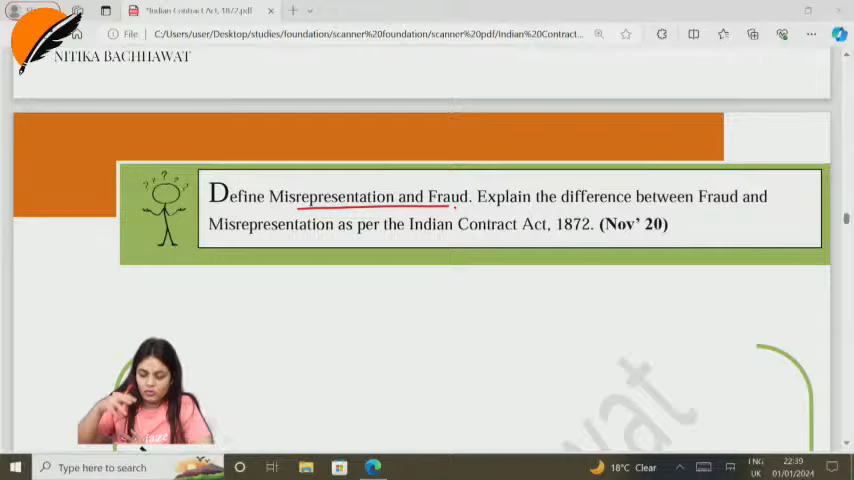 *Indian Contract Act, 1872.pdf
File
C:/Users/user/Desktop/studies/foundation/scanner%20foundation/scanner%20pdf/Indian%20Contract...
NITIKA BACHHAWAT
? ? ? ? ?
Define Misrepresentation and Fraud. Explain the difference between Fraud and
Misrepresentation as per the Indian Contract Act, 1872. (Nov' 20)
wat
Type here to search
18°C Clear
ENG
UK
22:39
01/01/2024